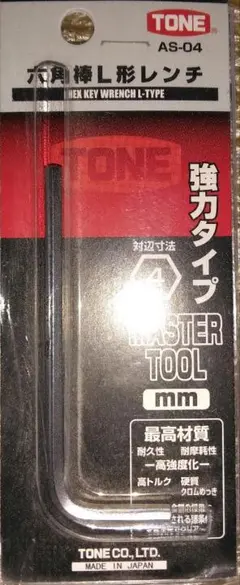 TONE
AS-04
六角棒L形レンチ
HEX KEY WRENCH L-TYPE
TONE
強力タイプ
対辺寸法
4
MASTER
TOOL
mm
最高材質
耐久性 耐摩耗性
―高強度化―
高トルク 硬質
クロムめっき
TONE CO., LTD.
MADE IN JAPAN